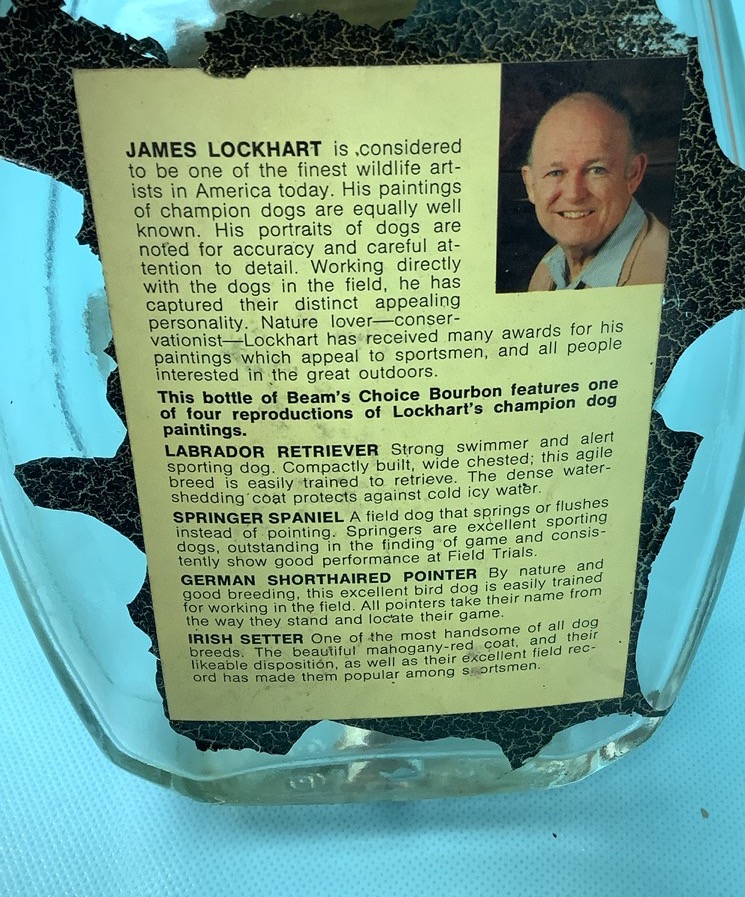 JAMES LOCKHART is considered
to be one of the finest wildlife art-
ists in America today. His paintings
of champion dogs are equally well
known. His portraits of dogs are
noted for accuracy and careful at-
tention to detail. Working directly
with the dogs in the field, he has
captured their distinct appealing
personality. Nature lover—conser-
vationist—Lockhart has received many awards for his
paintings which appeal to sportsmen, and all people
interested in the great outdoors.
This bottle of Beam's Choice Bourbon features one
of four reproductions of Lockhart's champion dog
paintings.
LABRADOR RETRIEVER Strong swimmer and alert
sporting dog. Compactly built, wide chested; this agile
breed is easily trained to retrieve. The dense water-
shedding coat protects against cold icy water.
SPRINGER SPANIEL A field dog that springs or flushes
instead of pointing. Springers are excellent sporting
dogs, outstanding in the finding of game and consis-
tently show good performance at Field Trials.
GERMAN SHORTHAIRED POINTER By nature and
good breeding, this excellent bird dog is easily trained
for working in the field. All pointers take their name from
the way they stand and locate their game.
IRISH SETTER One of the most handsome of all dog
breeds. The beautiful mahogany-red coat, and their
likeable disposition, as well as their excellent field rec-
ord has made them popular among sportsmen.